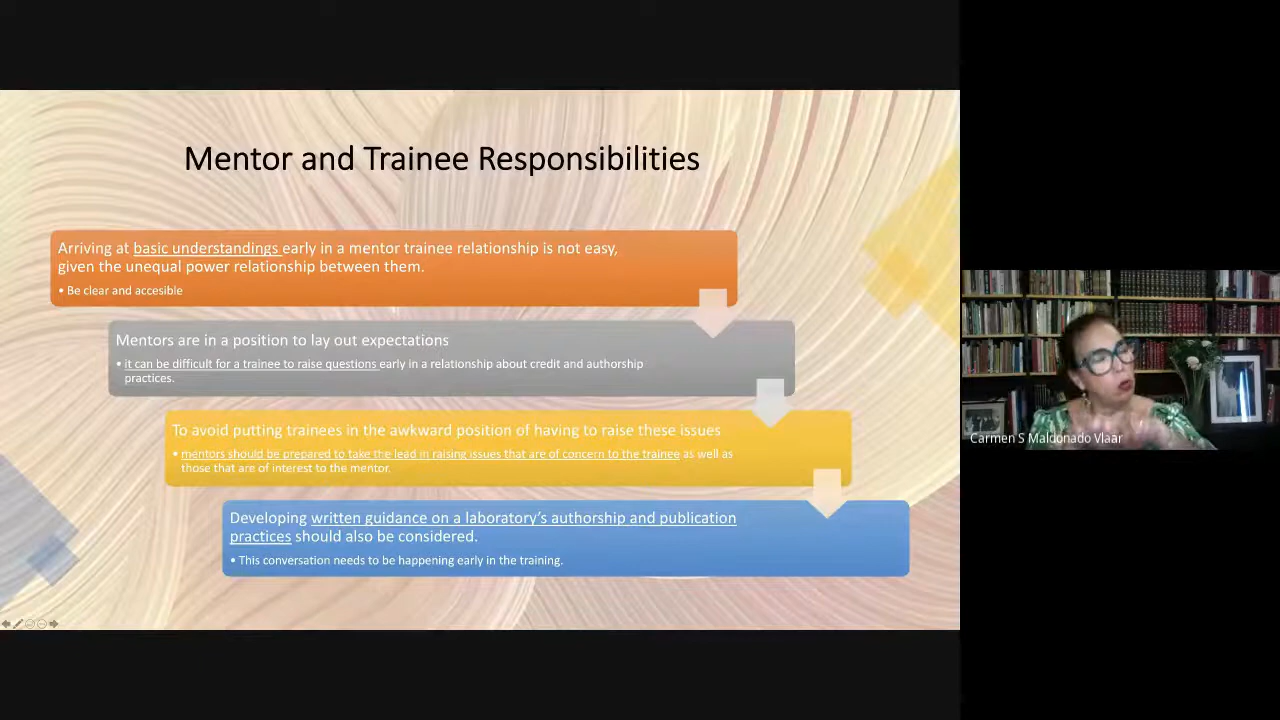 Mentor and Trainee Responsibilities
Arriving at basic understandings early in a mentor trainee relationship is not easy,
given the unequal power relationship between them.
• Be clear and accesible
Mentors are in a position to lay out expectations
• it can be difficult for a trainee to raise questions early in a relationship about credit and authorship
practices.
To avoid putting trainees in the awkward position of having to raise these issues
• mentors should be prepared to take the lead in raising issues that are of concern to the trainee as well as
those that are of interest to the mentor.
Developing written guidance on a laboratory's authorship and publication
practices should also be considered.
• This conversation needs to be happening early in the training.
Carmen S Maldonado Vlaar